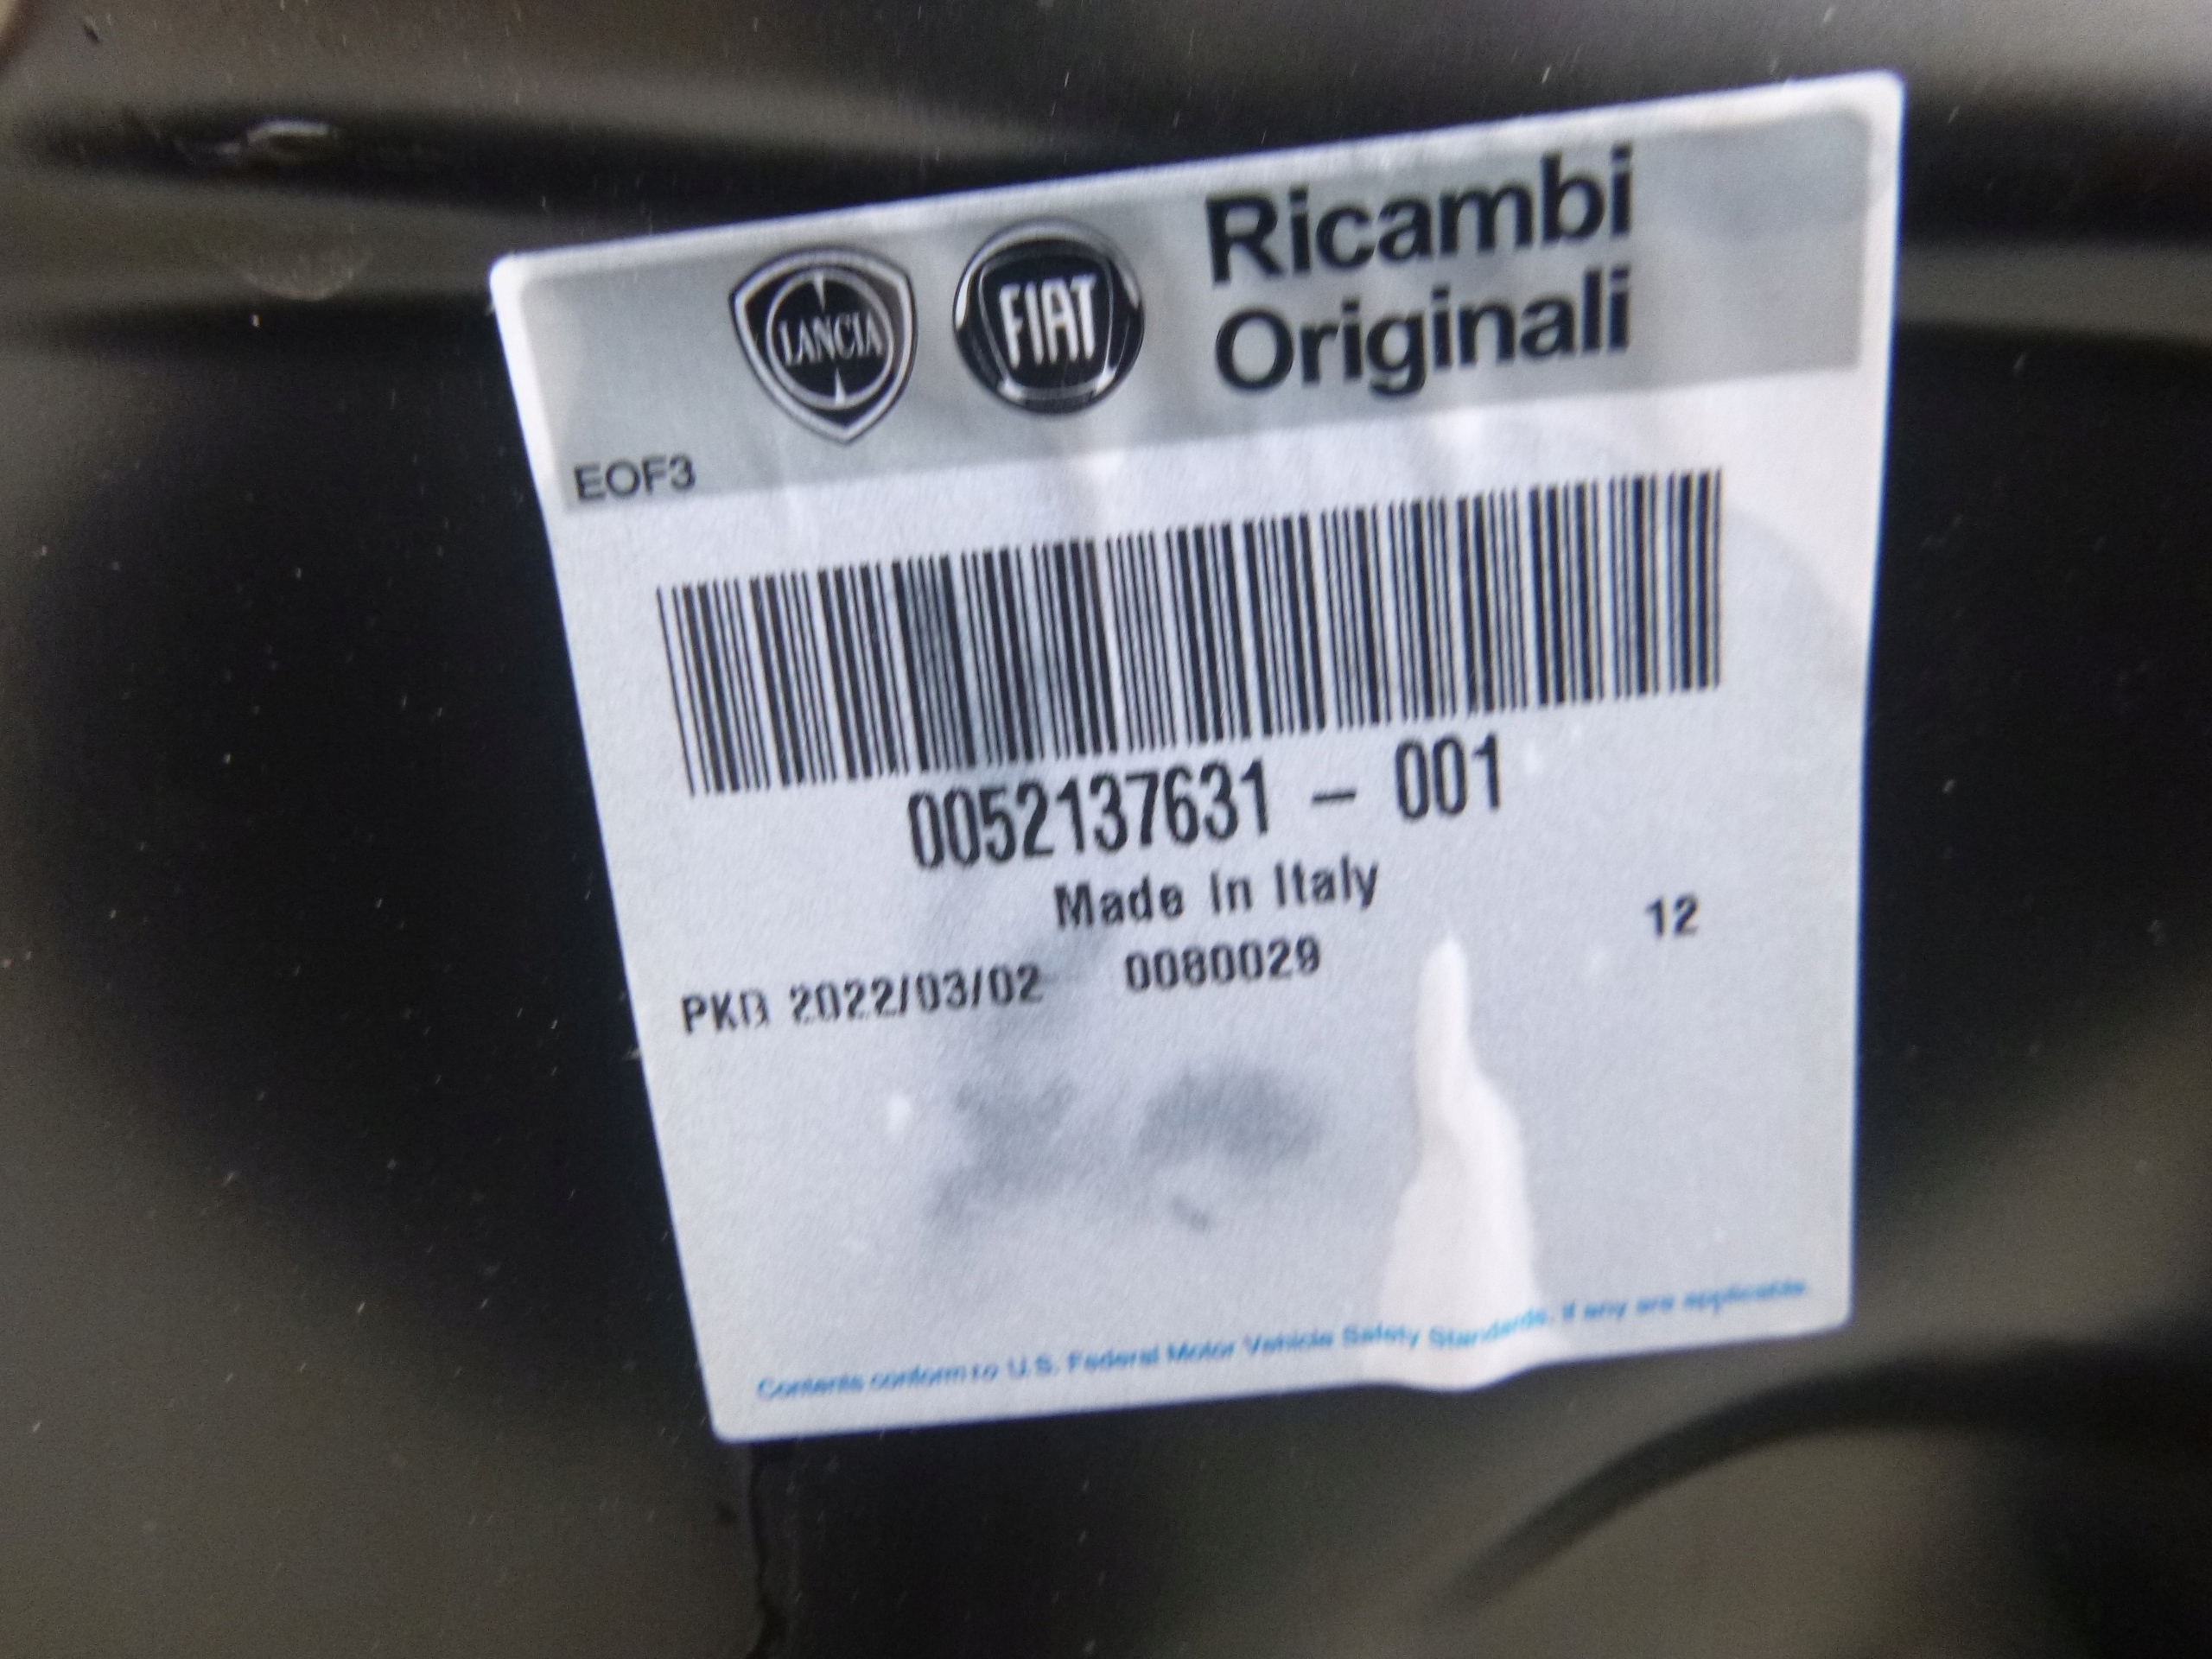 LANCIA FIAT Ricambi
Originali
EOF3
0052137631 - 001
Made in Italy
12
PKD 2022/03/02 0080029
Contents conform to U.S. Federal Motor Vehicle Safety Standards, if any are applicable.